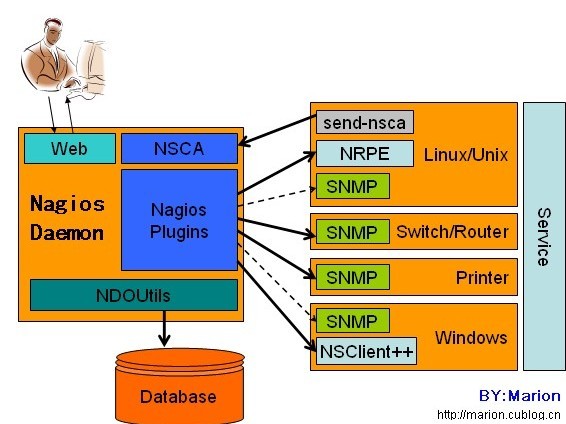 send-nsca
Web
NSCA
NRPE
Linux/Unix
SNMP
Nagios
Daemon
Nagios
Plugins
SNMP
Switch/Router
Service
SNMP
Printer
NDOUtils
SNMP
Windows
NSClient++
Database
BY:Marion
http://marion.cublog.cn